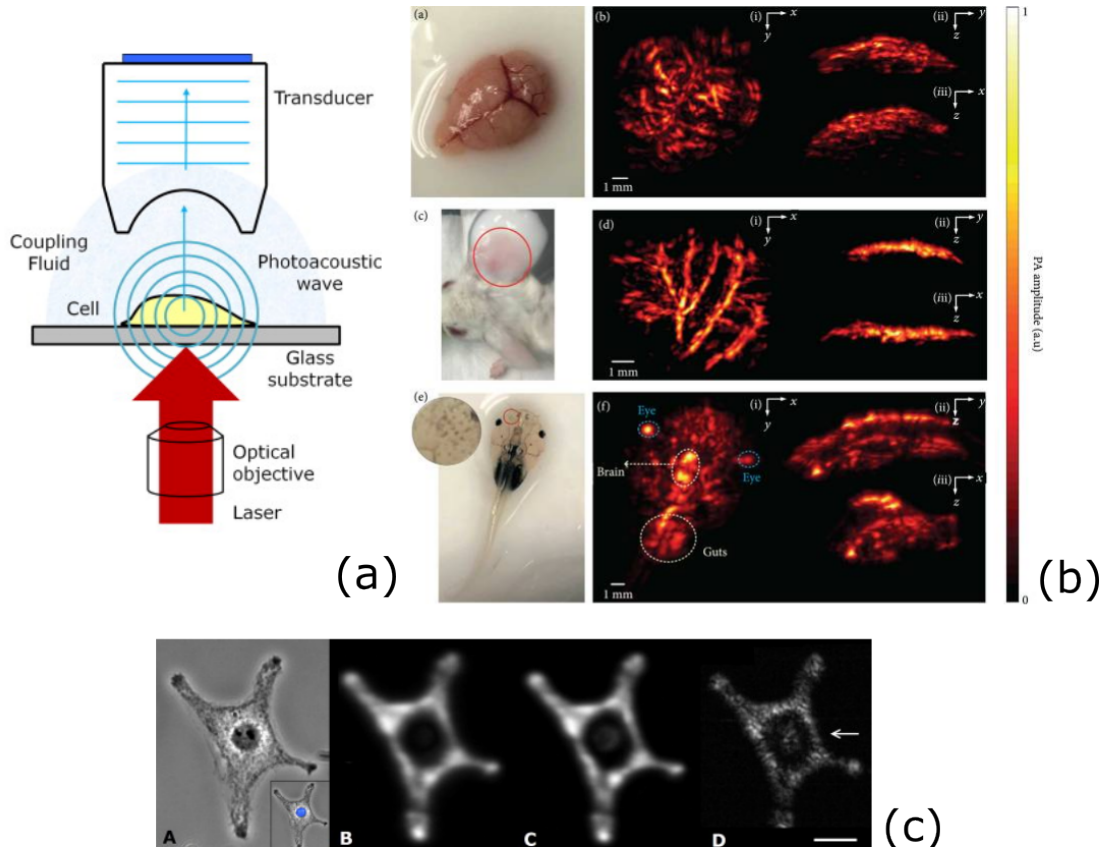 Transducer
Coupling
Fluid
Photoacoustic
wave
Cell
Glass
substrate
Optical
objective
Laser
(a)
(a)
(b)
(i)
x
y
(ii)
y
z
(iii)
x
z
1 mm
(c)
(d)
(i)
x
y
(ii)
y
z
(iii)
x
z
1 mm
(e)
(f)
Eye
(i)
x
y
(ii)
y
z
Brain
Eye
(iii)
x
z
Guts
1 mm
1
PA amplitude (a.u)
0
(b)
A
B
C
D
(c)